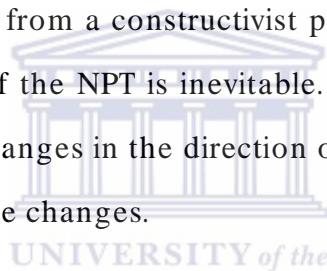 from a constructivist p
f the NPT is inevitable.
anges in the direction o
e changes.
UNIVERSITY of the